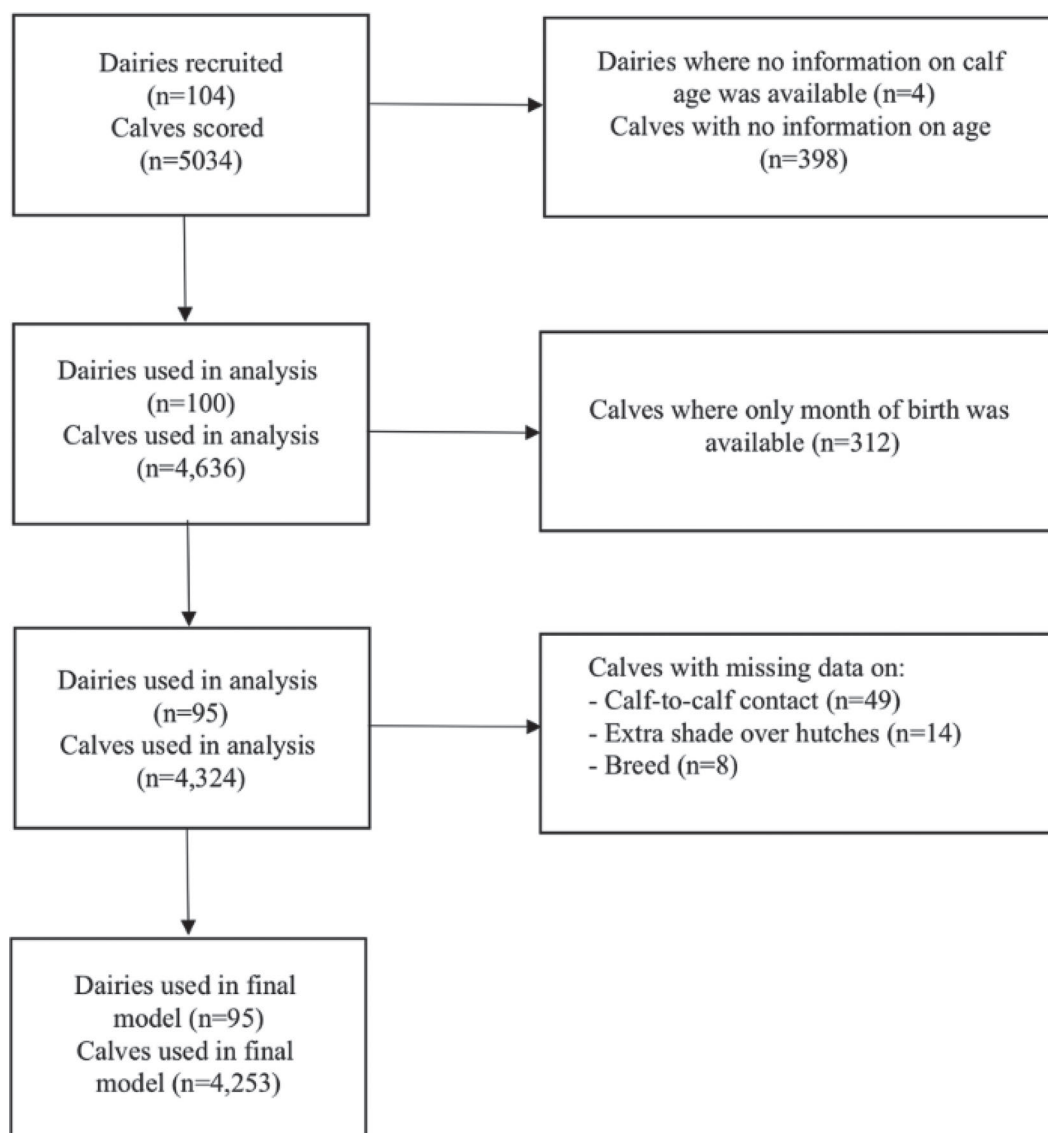 Dairies recruited
(n=104)
Calves scored
(n=5034)
Dairies where no information on calf
age was available (n=4)
Calves with no information on age
(n=398)
Dairies used in analysis
(n=100)
Calves used in analysis
(n=4,636)
Calves where only month of birth was
available (n=312)
Dairies used in analysis
(n=95)
Calves used in analysis
(n=4,324)
Calves with missing data on:
- Calf-to-calf contact (n=49)
- Extra shade over hutches (n=14)
- Breed (n=8)
Dairies used in final
model (n=95)
Calves used in final
model (n=4,253)